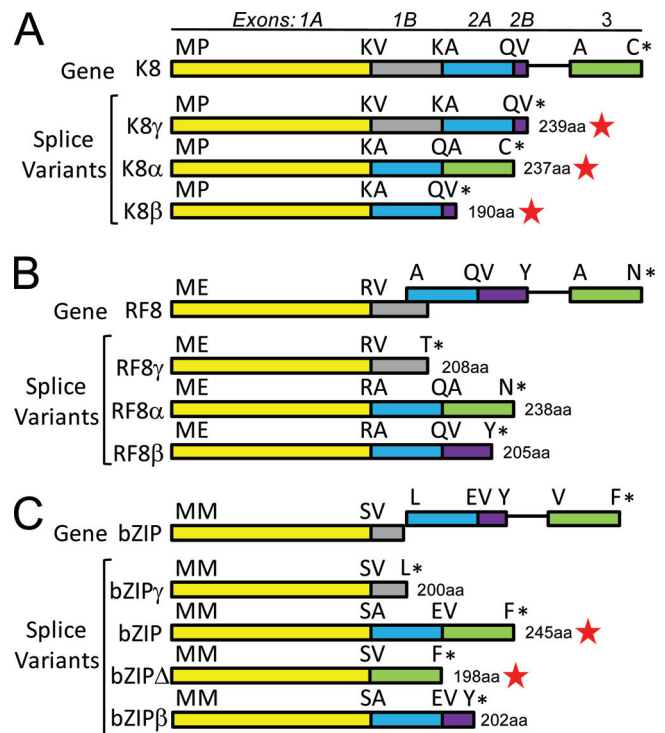 A
Exons: 1A 1B 2A 2B 3
MP KV KA QV A C*
Gene K8
MP KV KA QV*
K8γ 239aa
MP KA QA C*
Splice Variants
K8α 237aa
MP KA QV*
K8β 190aa
B
ME RV A QV Y A N*
Gene RF8
ME RV T*
RF8γ 208aa
ME RA QA N*
Splice Variants
RF8α 238aa
ME RA QV Y*
RF8β 205aa
C
MM SV L EV Y V F*
Gene bZIP
MM SV L*
bZIPγ 200aa
MM SA EV F*
Splice Variants
bZIP 245aa
MM SV F*
bZIPΔ 198aa
MM SA EV Y*
bZIPβ 202aa